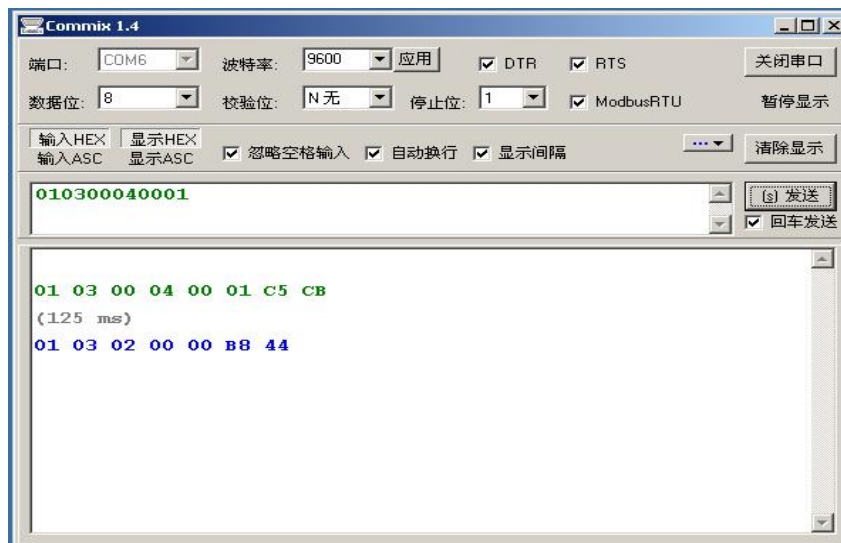 Commix 1.4
端口: COM6 波特率: 9600 应用 DTR RTS 关闭串口
数据位: 8 校验位: N 无 停止位: 1 ModbusRTU 暂停显示
输入HEX 显示HEX
输入ASC 显示ASC 忽略空格输入 自动换行 显示间隔 ... 清除显示
010300040001 (s) 发送
回车发送
01 03 00 04 00 01 C5 CB
(125 ms)
01 03 02 00 00 B8 44